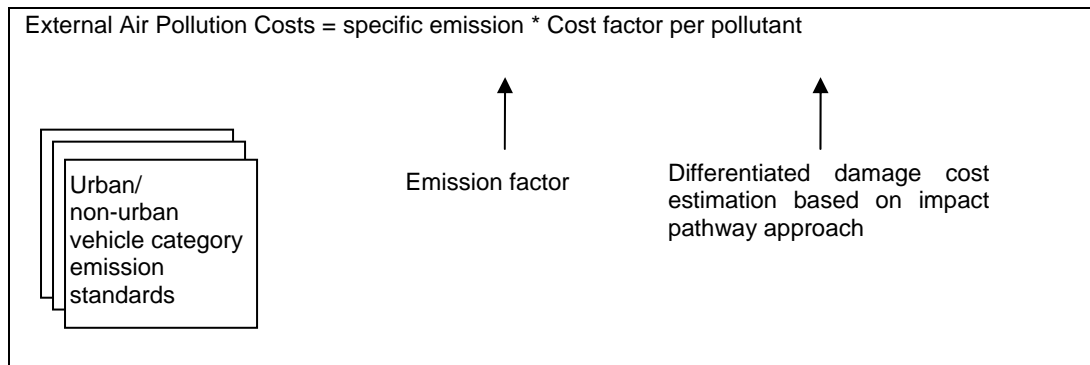 External Air Pollution Costs = specific emission * Cost factor per pollutant
Urban/
non-urban
vehicle category
emission
standards
Emission factor
Differentiated damage cost
estimation based on impact
pathway approach